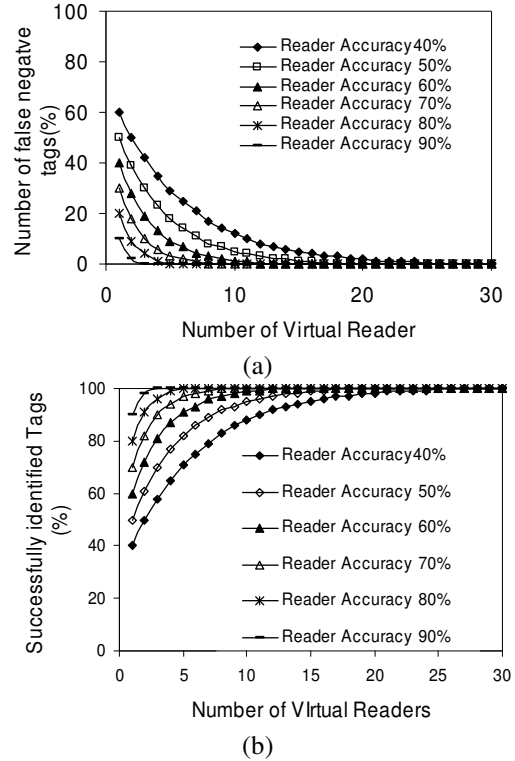 100
80
60
40
20
0
Number of false negatve
tags(%)
Reader Accuracy40%
Reader Accuracy 50%
Reader Accuracy 60%
Reader Accuracy 70%
Reader Accuracy 80%
Reader Accuracy 90%
0 10 20 30
Number of Virtual Reader
(a)
100
80
60
40
20
0
Successfully identified Tags
(%)
Reader Accuracy40%
Reader Accuracy 50%
Reader Accuracy 60%
Reader Accuracy 70%
Reader Accuracy 80%
Reader Accuracy 90%
0 5 10 15 20 25 30
Number of VIrtual Readers
(b)